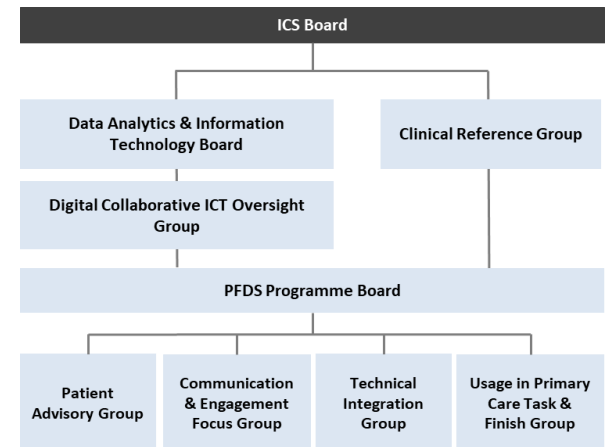 ICS Board
Data Analytics & Information
Technology Board
Clinical Reference Group
Digital Collaborative ICT Oversight
Group
PFDS Programme Board
Patient
Advisory Group
Communication
& Engagement
Focus Group
Technical
Integration
Group
Usage in Primary
Care Task &
Finish Group